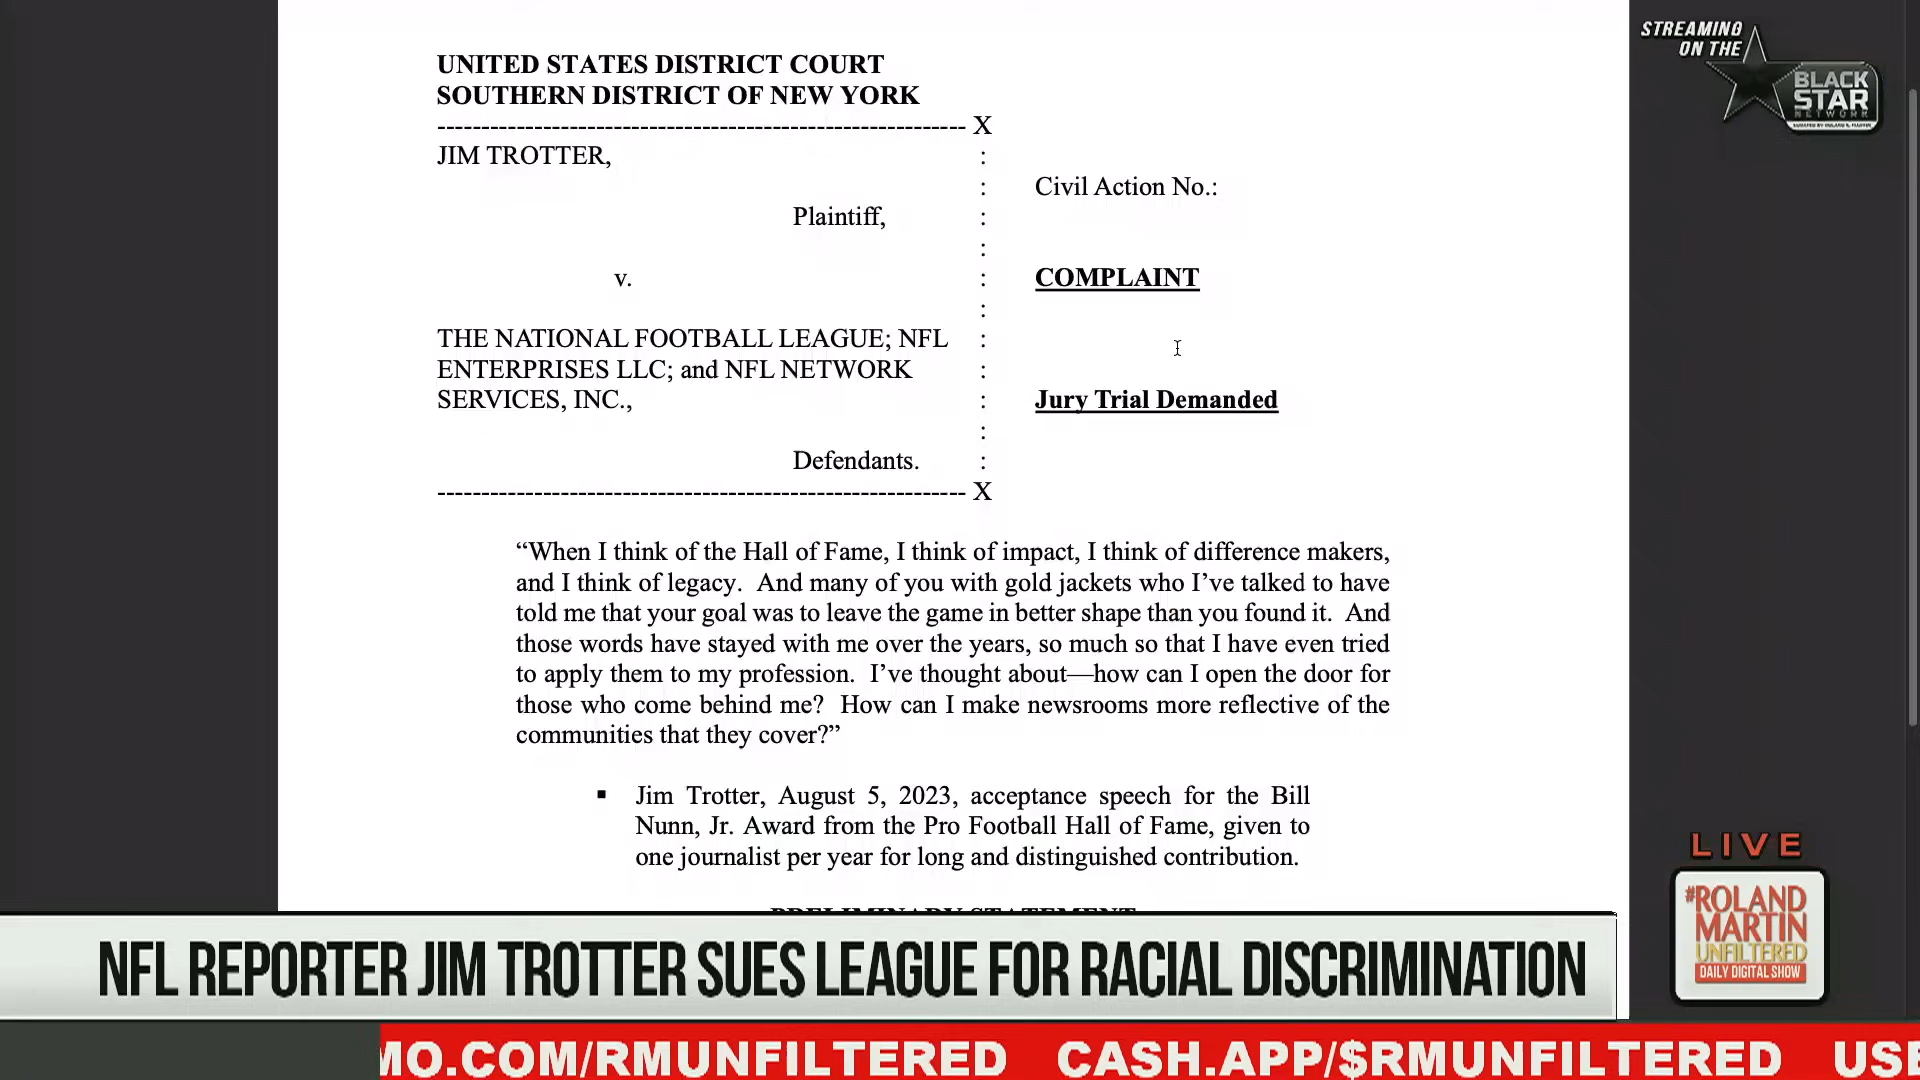 UNITED STATES DISTRICT COURT
SOUTHERN DISTRICT OF NEW YORK
------------------------------------------------------------ X
JIM TROTTER,
:
: Civil Action No.:
Plaintiff, :
:
v. : COMPLAINT
:
THE NATIONAL FOOTBALL LEAGUE; NFL :
ENTERPRISES LLC; and NFL NETWORK :
SERVICES, INC., : Jury Trial Demanded
:
Defendants. :
------------------------------------------------------------ X
“When I think of the Hall of Fame, I think of impact, I think of difference makers,
and I think of legacy. And many of you with gold jackets who I’ve talked to have
told me that your goal was to leave the game in better shape than you found it. And
those words have stayed with me over the years, so much so that I have even tried
to apply them to my profession. I’ve thought about—how can I open the door for
those who come behind me? How can I make newsrooms more reflective of the
communities that they cover?”
▪ Jim Trotter, August 5, 2023, acceptance speech for the Bill
Nunn, Jr. Award from the Pro Football Hall of Fame, given to
one journalist per year for long and distinguished contribution.
PRELIMINARY STATEMENT
STREAMING
ON THE
BLACK
STAR
NETWORK
LIVE
#ROLAND
MARTIN
UNFILTERED
DAILY DIGITAL SHOW
NFL REPORTER JIM TROTTER SUES LEAGUE FOR RACIAL DISCRIMINATION
MO.COM/RMUNFILTERED CASH.APP/$RMUNFILTERED USE